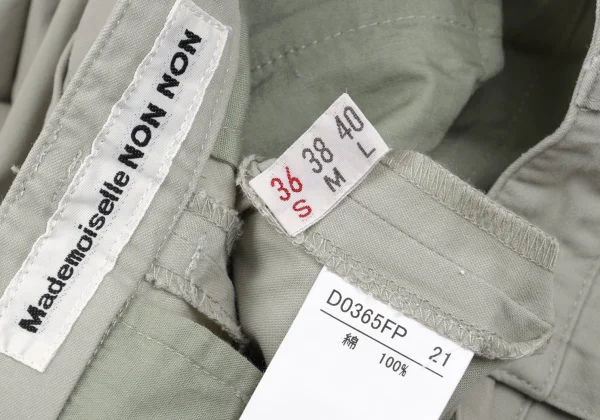 Mademoiselle NON NON
36 38 40
S M L
D0365FP 21
綿 100%